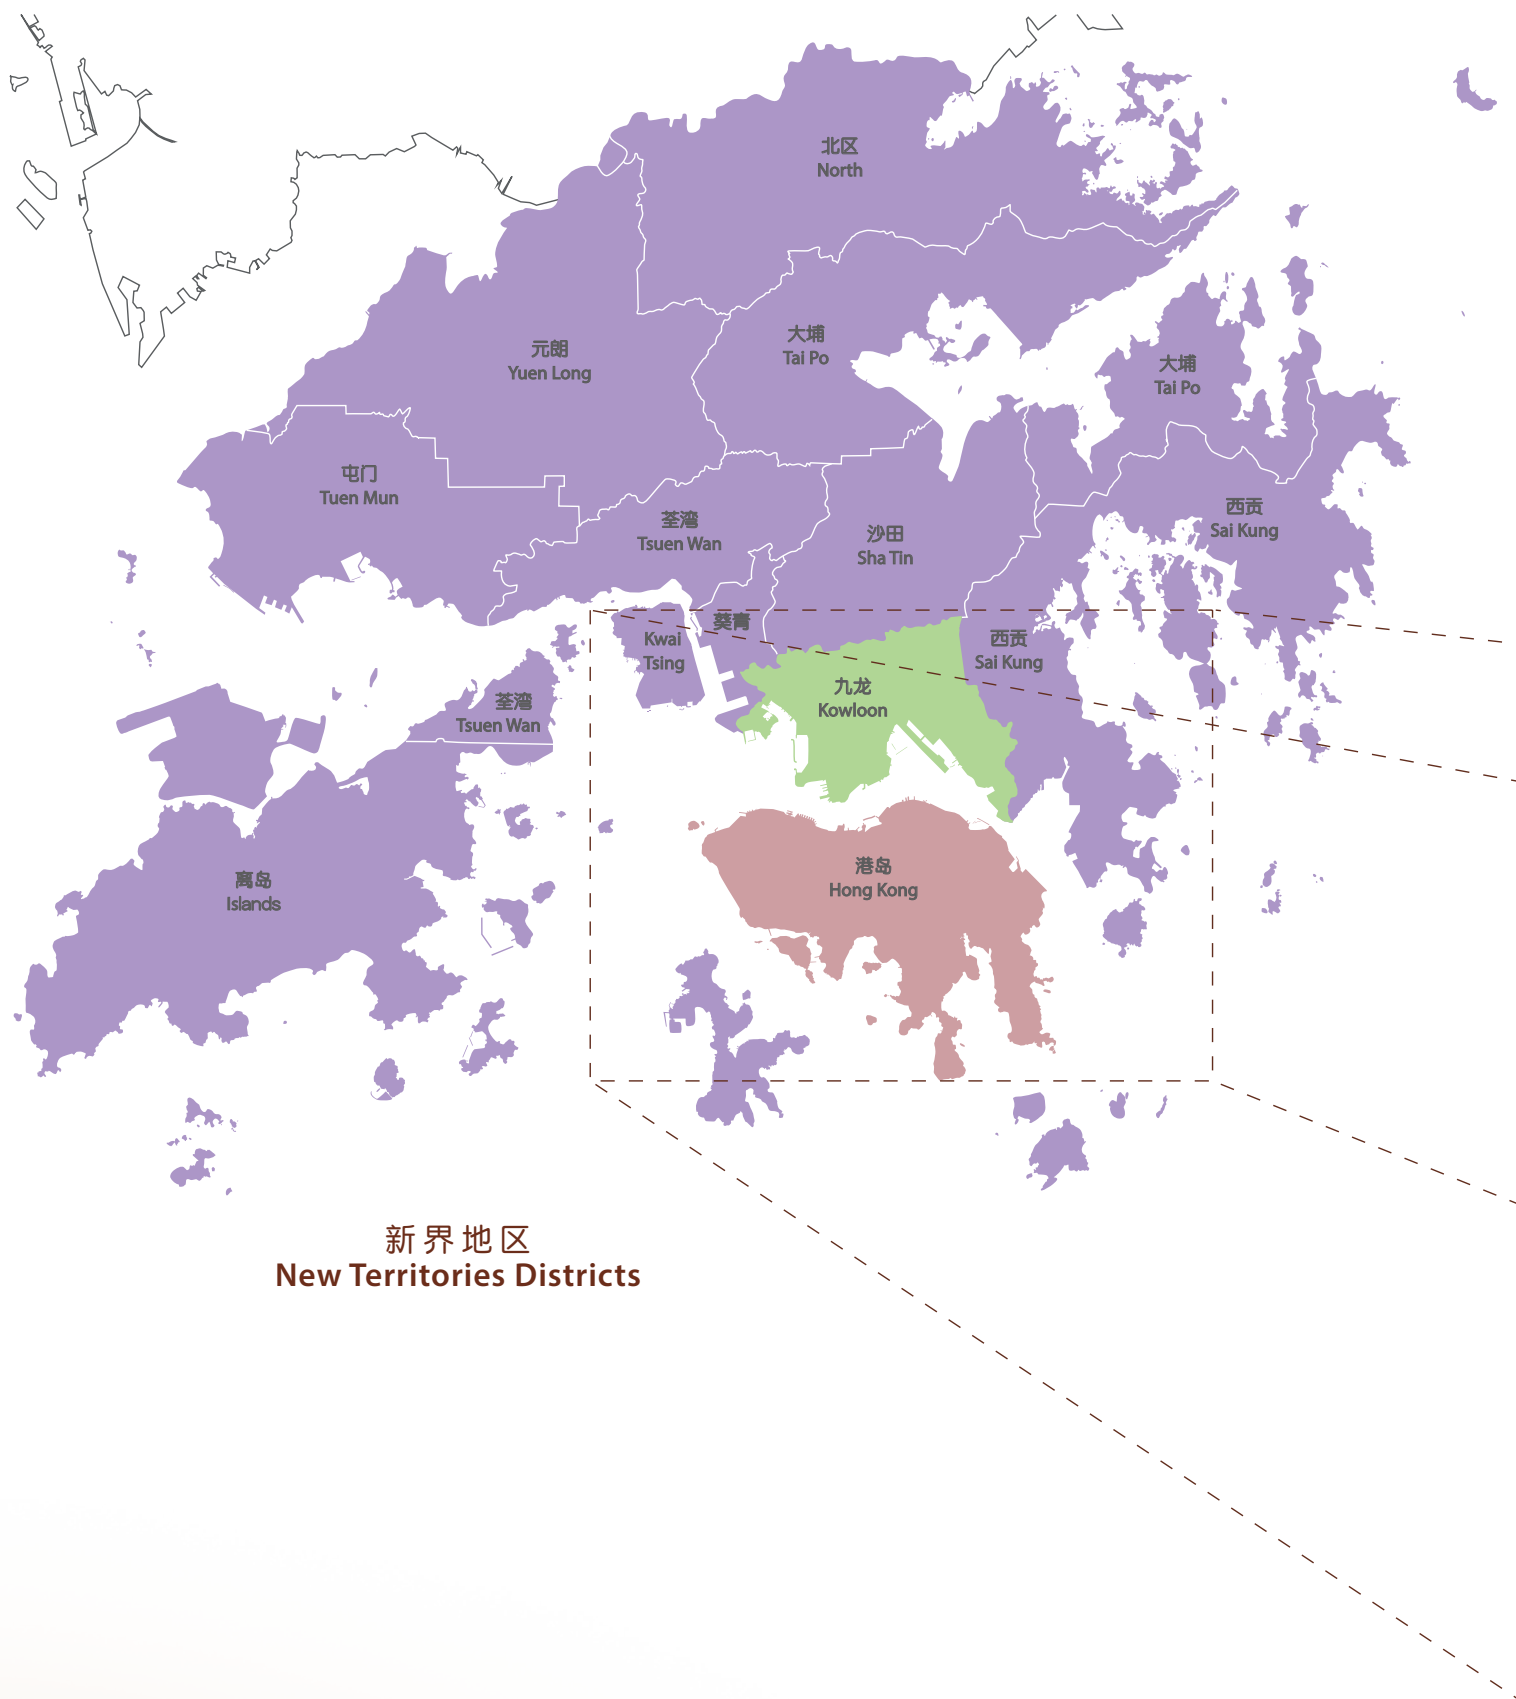 北区
North
大埔
Tai Po
元朗
Yuen Long
大埔
Tai Po
屯门
Tuen Mun
荃湾
Tsuen Wan
沙田
Sha Tin
西贡
Sai Kung
葵青
Kwai
Tsing
西贡
Sai Kung
九龙
Kowloon
荃湾
Tsuen Wan
港岛
Hong Kong
离岛
Islands
新界地区
New Territories Districts